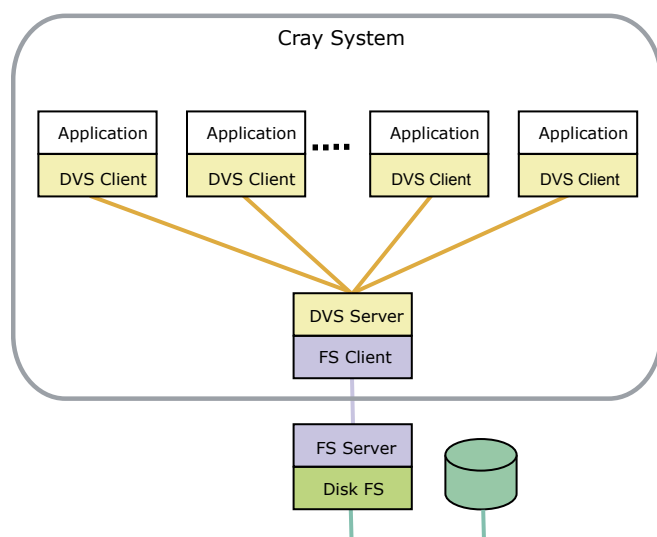 Cray System
Application
Application
Application
Application
DVS Client
DVS Client
DVS Client
DVS Client
DVS Server
FS Client
FS Server
Disk FS